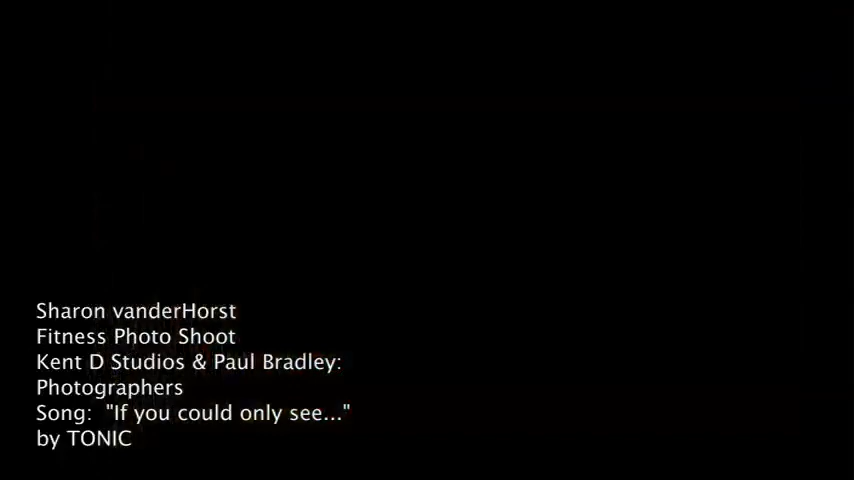 Sharon vanderHorst
Fitness Photo Shoot
Kent D Studios & Paul Bradley:
Photographers
Song:  "If you could only see..."
by TONIC